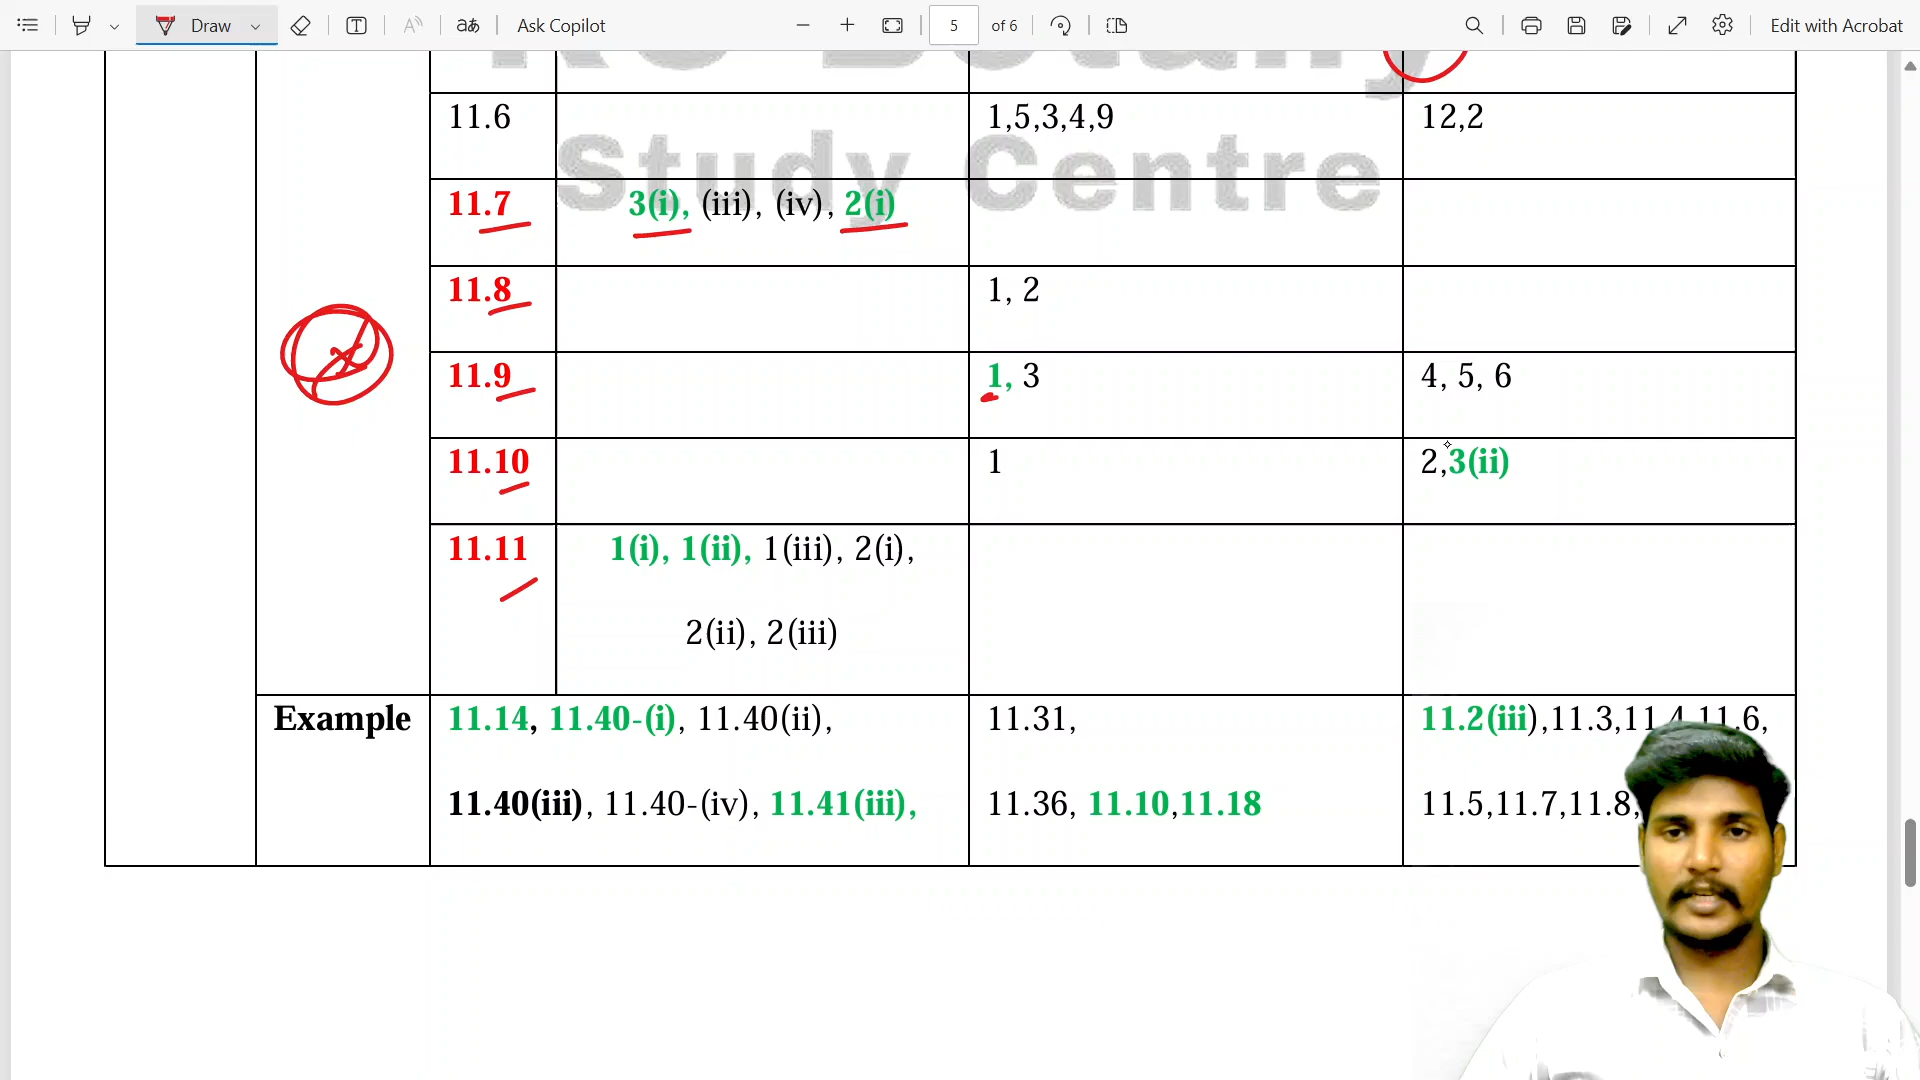 Draw
Ask Copilot
5 of 6
Edit with Acrobat
11.6 1,5,3,4,9 12,2
Study Centre
11.7 3(i), (iii), (iv), 2(i)
11.8 1, 2
11.9 1, 3 4, 5, 6
11.10 1 2,3(ii)
11.11 1(i), 1(ii), 1(iii), 2(i),
2(ii), 2(iii)
Example 11.14, 11.40-(i), 11.40(ii), 11.31, 11.2(iii),11.3,11.4,11.6,
11.40(iii), 11.40-(iv), 11.41(iii), 11.36, 11.10,11.18 11.5,11.7,11.8,